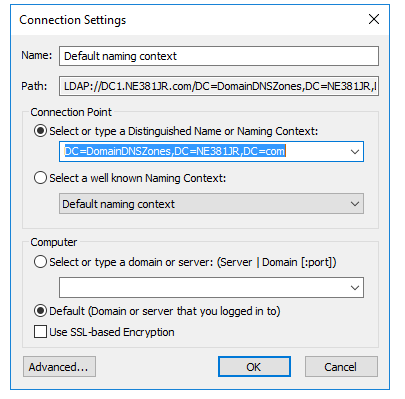 Connection Settings
Name: Default naming context
Path: LDAP://DC1.NE381JR.com/DC=DomainDNSZones,DC=NE381JR,
Connection Point
Select or type a Distinguished Name or Naming Context:
DC=DomainDNSZones,DC=NE381JR,DC=com
Select a well known Naming Context:
Default naming context
Computer
Select or type a domain or server: (Server | Domain [:port])
Default (Domain or server that you logged in to)
Use SSL-based Encryption
Advanced... OK Cancel